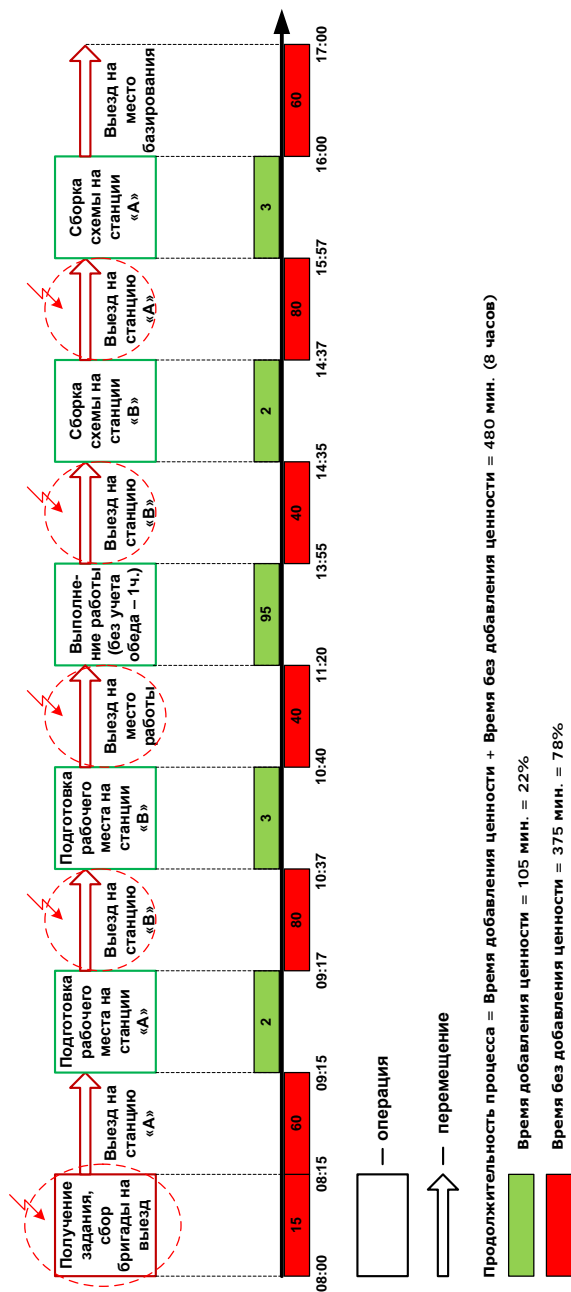 Получение
задания,
сбор
бригады на
выезд
Выезд на
станцию
«А»
Подготовка
рабочего
места на
станции
«А»
Выезд на
станцию
«В»
Подготовка
рабочего
места на
станции
«В»
Выезд на
место
работы
Выполне-
ние работы
(без учета
обеда – 1ч.)
Выезд на
станцию
«В»
Сборка
схемы на
станции
«В»
Выезд на
станцию
«А»
Сборка
схемы на
станции
«А»
Выезд на
место
базирования
2
3
95
2
3
15
60
80
40
40
80
60
08:00
08:15
09:15
09:17
10:37
10:40
11:20
13:55
14:35
14:37
15:57
16:00
17:00
— операция
— перемещение
Продолжительность процесса = Время добавления ценности + Время без добавления ценности = 480 мин. (8 часов)
Время добавления ценности = 105 мин. = 22%
Время без добавления ценности = 375 мин. = 78%